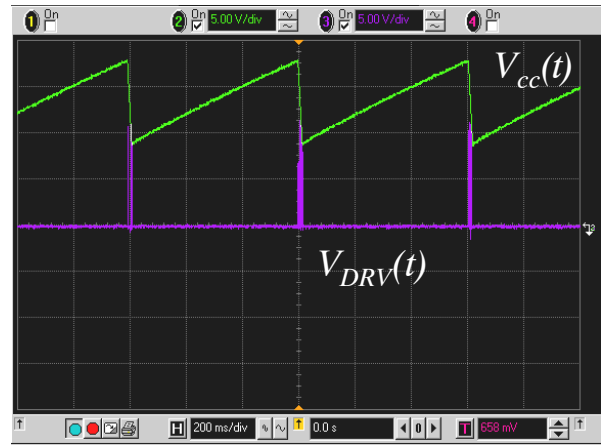 1 On 2 On 5.00 V/div 3 On 5.00 V/div 4 On
Vcc(t)
VDRV(t)
H 200 ms/div 0.0 s 0 T 658 mV